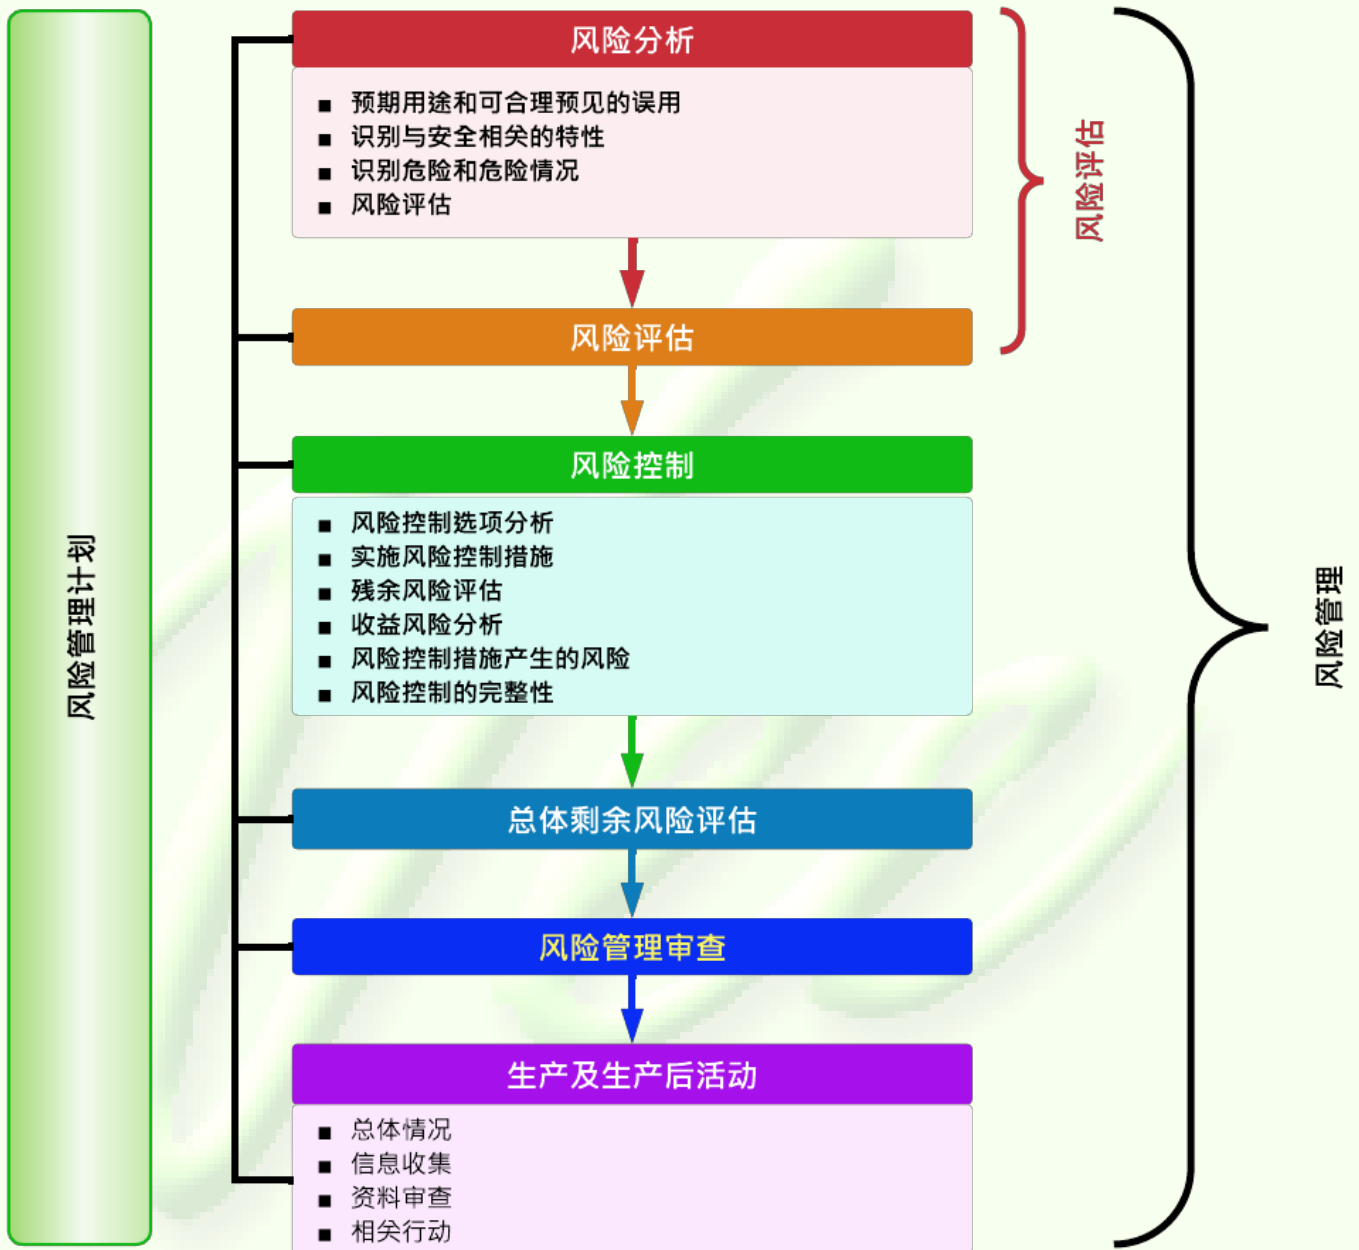 风险管理计划
风险分析
■ 预期用途和可合理预见的误用
■ 识别与安全相关的特性
■ 识别危险和危险情况
■ 风险评估
风险评估
风险评估
风险控制
■ 风险控制选项分析
■ 实施风险控制措施
■ 残余风险评估
■ 收益风险分析
■ 风险控制措施产生的风险
■ 风险控制的完整性
总体剩余风险评估
风险管理审查
生产及生产后活动
■ 总体情况
■ 信息收集
■ 资料审查
■ 相关行动
风险管理